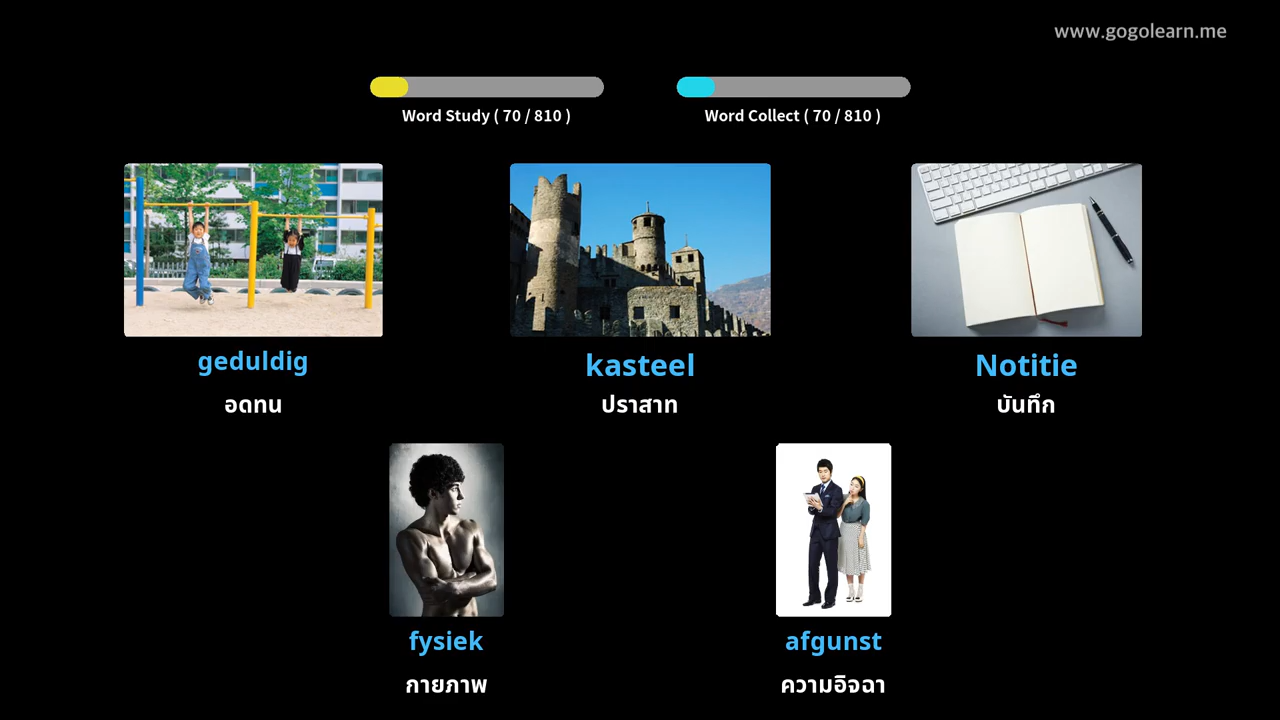 www.gogolearn.me
Word Study ( 70 / 810 )
Word Collect ( 70 / 810 )
geduldig
อดทน
kasteel
ปราสาท
Notitie
บันทึก
fysiek
กายภาพ
afgunst
ความอิจฉา